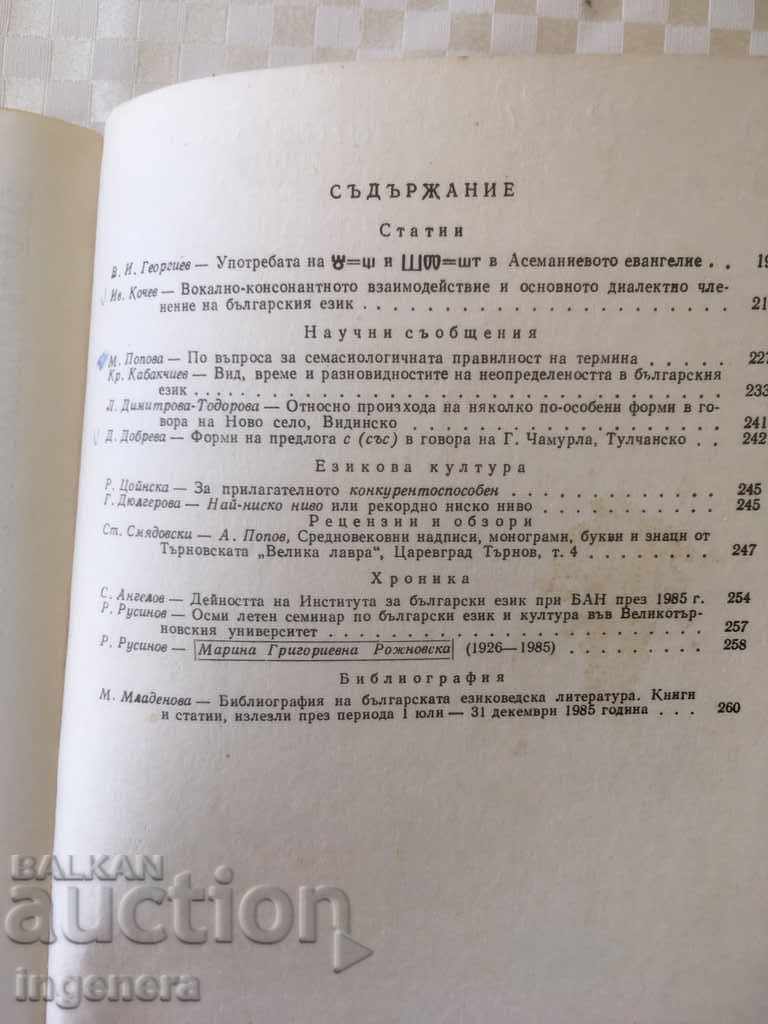 СЪДЪРЖАНИЕ
Статии
В. И. Георгиев — Употребата на Ⱎ=щ и ⰞⰕ=шт в Асеманиевото евангелие . .
Ив. Кочев — Вокално-консонантното взаимодействие и основното диалектно чле-
нение на българския език . . . . . . . . . . . . . . . 21
Научни съобщения
М. Попова — По въпроса за семасиологичната правилност на термина . . . . . 227
Кр. Кабакчиев — Вид, време и разновидностите на неопределеността в българския
език . . . . . . . . . . . . . . . . . . . . . . 233
Л. Димитрова-Тодорова — Относно произхода на няколко по-особени форми в го-
вора на Ново село, Видинско . . . . . . . . . . . . . 241
Д. Добрева — Форми на предлога с (със) в говора на Г. Чамурла, Тулчанско . . 242
Езикова култура
Р. Цойнска — За прилагателното конкурентоспособен . . . . . . . . . . 245
Г. Дюлгерова — Най-ниско ниво или рекордно ниско ниво . . . . . . . . . 245
Рецензии и обзори
Ст. Смядовски — А. Попов, Средновековни надписи, монограми, букви и знаци от
Търновската „Велика лавра“, Царевград Търнов, т. 4 . . . . . . . 247
Хроника
С. Ангелов — Дейността на Института за български език при БАН през 1985 г. 254
Р. Русинов — Осми летен семинар по български език и култура във Великотър-
новския университет . . . . . . . . . . . . . . . . . 257
Р. Русинов — Марина Григориевна Рожновска (1926—1985) . . . . . . . . 258
Библиография
М. Младенова — Библиография на българската езиковедска литература. Книги
и статии, излезли през периода 1 юли — 31 декември 1985 година . . . 260
BALKAN
auction
ingenera